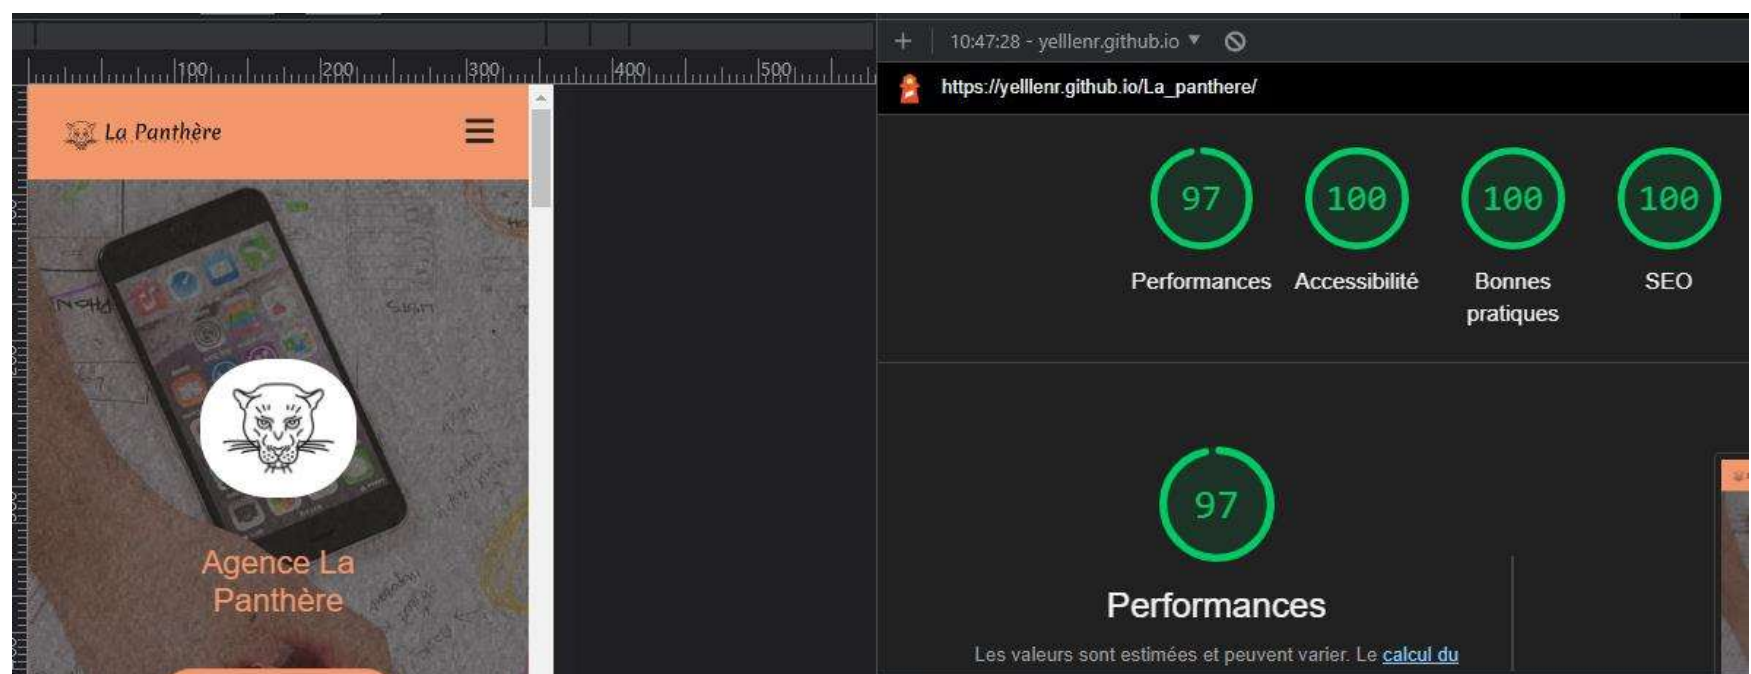 100 200 300 400 500
La Panthère
SIGN
Agence La
Panthère
10:47:28 - yelllenr.github.io
https://yelllenr.github.io/La_panthere/
97 100 100 100
Performances Accessibilité Bonnes pratiques SEO
97
Performances
Les valeurs sont estimées et peuvent varier. Le calcul du